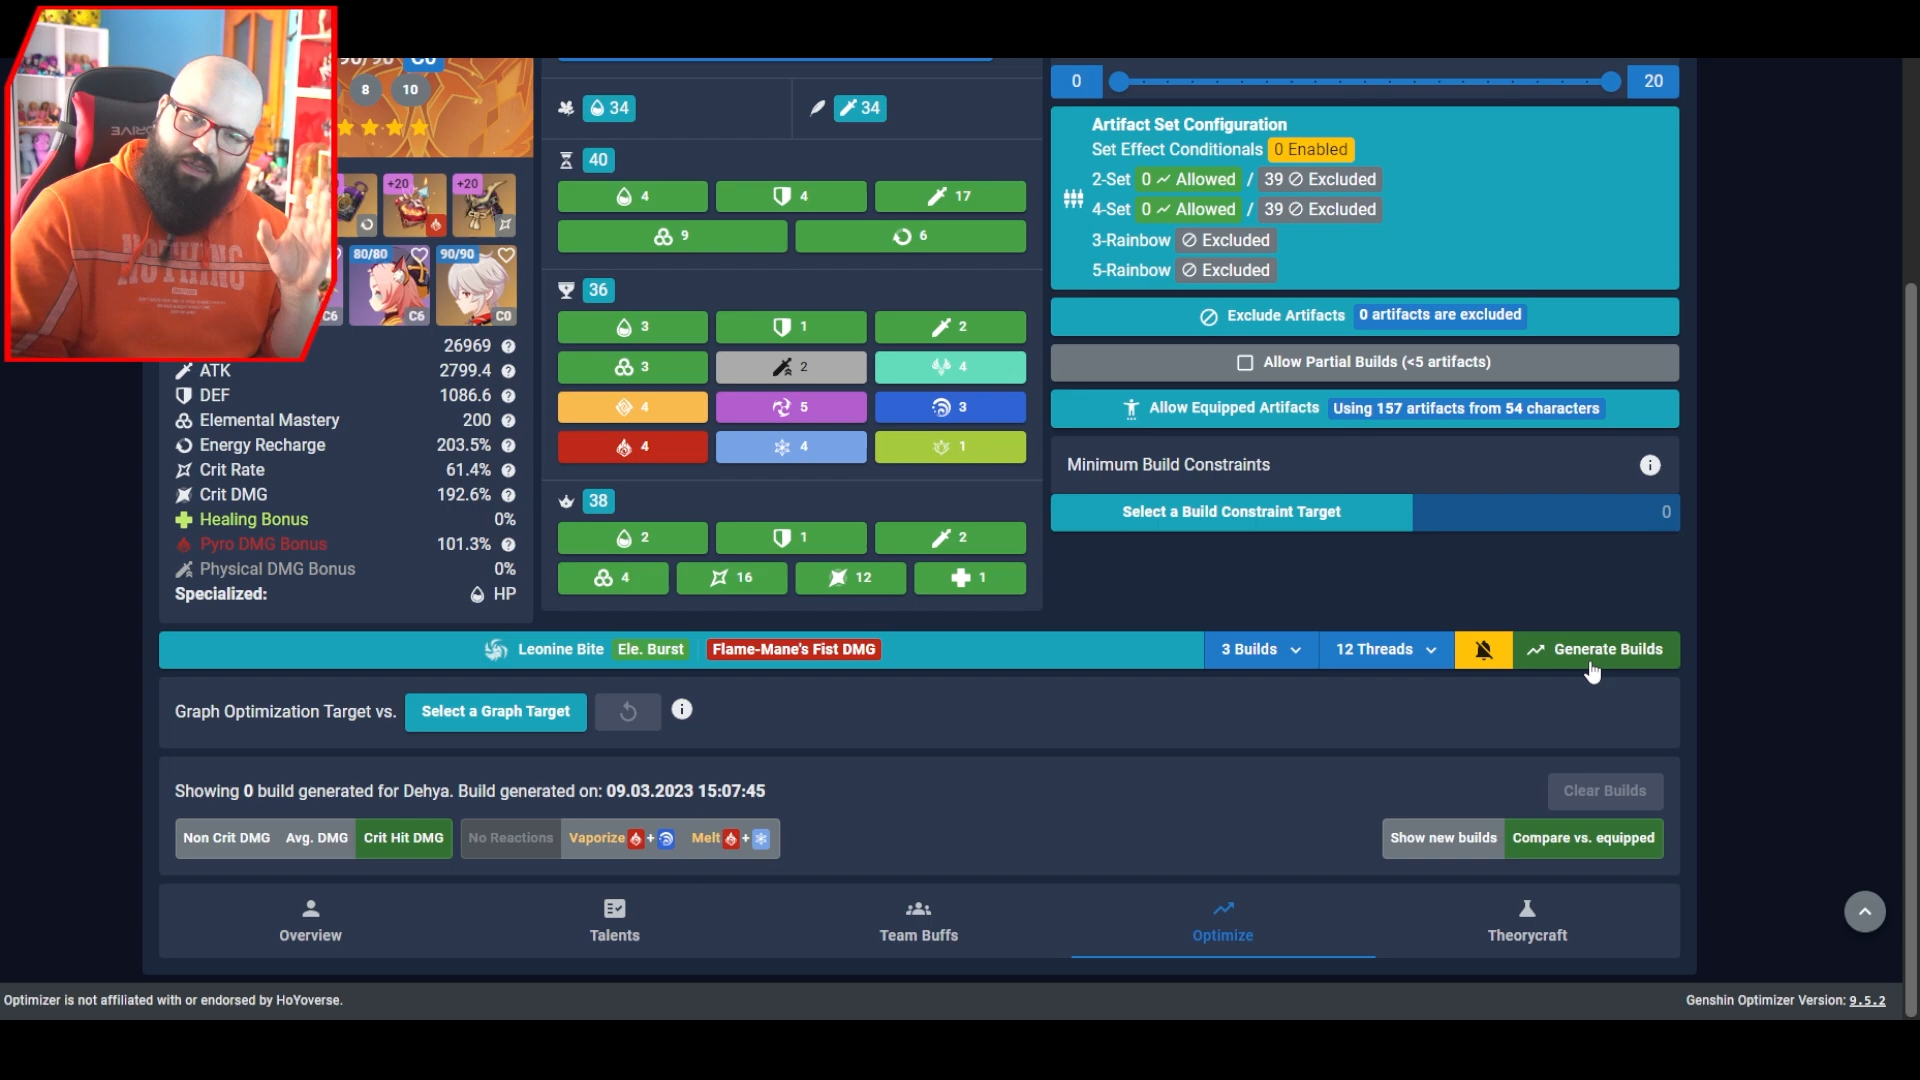 90/90 C0
8 10
+20 +20
80/80 90/90
C6 C6 C0
26969
ATK 2799.4
DEF 1086.6
Elemental Mastery 200
Energy Recharge 203.5%
Crit Rate 61.4%
Crit DMG 192.6%
Healing Bonus 0%
Pyro DMG Bonus 101.3%
Physical DMG Bonus 0%
Specialized: HP
34 34
40
4 4 17
9 6
36
3 1 2
3 2 4
4 5 3
4 4 1
38
2 1 2
4 16 12 1
0 20
Artifact Set Configuration
Set Effect Conditionals 0 Enabled
2-Set 0 Allowed / 39 Excluded
4-Set 0 Allowed / 39 Excluded
3-Rainbow Excluded
5-Rainbow Excluded
Exclude Artifacts 0 artifacts are excluded
Allow Partial Builds (<5 artifacts)
Allow Equipped Artifacts Using 157 artifacts from 54 characters
Minimum Build Constraints
Select a Build Constraint Target 0
Leonine Bite Ele. Burst Flame-Mane's Fist DMG 3 Builds 12 Threads Generate Builds
Graph Optimization Target vs. Select a Graph Target
Showing 0 build generated for Dehya. Build generated on: 09.03.2023 15:07:45 Clear Builds
Non Crit DMG Avg. DMG Crit Hit DMG No Reactions Vaporize + Melt + Show new builds Compare vs. equipped
Overview Talents Team Buffs Optimize Theorycraft
Optimizer is not affiliated with or endorsed by HoYoverse. Genshin Optimizer Version: 9.5.2
NOTHING